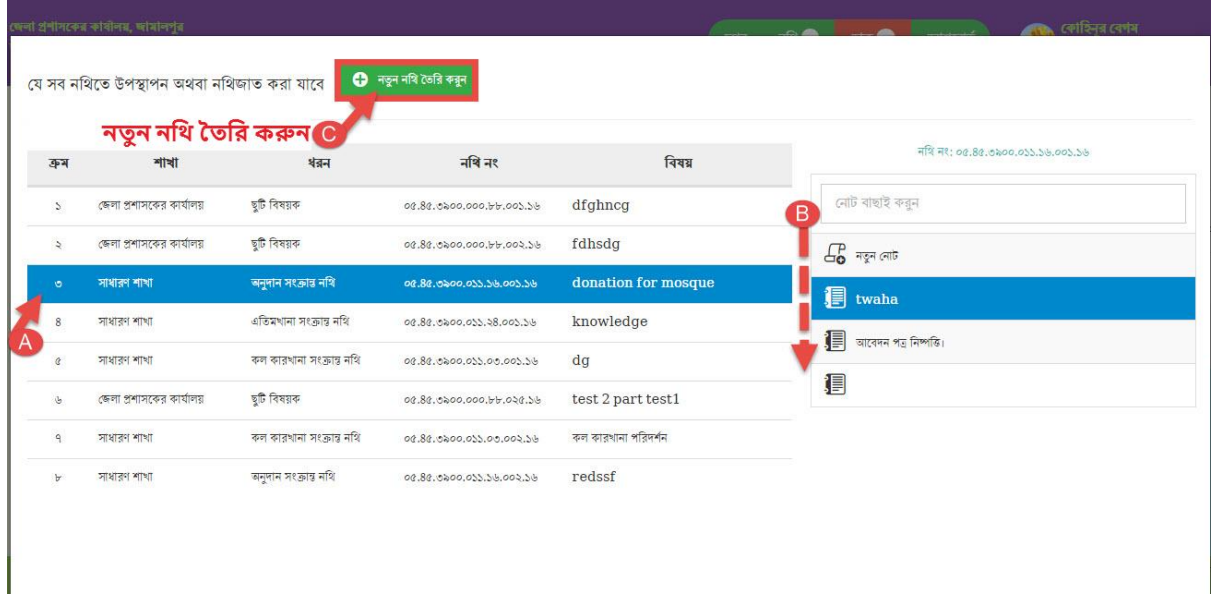 জেলা প্রশাসকের কার্যালয়, জামালপুর
কোহিনুর বেগম
যে সব নথিতে উপস্থাপন অথবা নথিজাত করা যাবে
নতুন নথি তৈরি করুন
নতুন নথি তৈরি করুন C
ক্রম শাখা ধরন নথি নং বিষয়
১ জেলা প্রশাসকের কার্যালয় ছুটি বিষয়ক ০৫.৪৫.৩৯০০.০০০.৮৮.০০১.১৬ dfghncg
২ জেলা প্রশাসকের কার্যালয় ছুটি বিষয়ক ০৫.৪৫.৩৯০০.০০০.৮৮.০০২.১৬ fdhsdg
৩ সাধারণ শাখা অনুদান সংক্রান্ত নথি ০৫.৪৫.৩৯০০.০১১.১৬.০০১.১৬ donation for mosque
৪ সাধারণ শাখা এতিমখানা সংক্রান্ত নথি ০৫.৪৫.৩৯০০.০১১.২৪.০০১.১৬ knowledge
A
৫ সাধারণ শাখা কল কারখানা সংক্রান্ত নথি ০৫.৪৫.৩৯০০.০১১.০৩.০০১.১৬ dg
৬ জেলা প্রশাসকের কার্যালয় ছুটি বিষয়ক ০৫.৪৫.৩৯০০.০০০.৮৮.০২৫.১৬ test 2 part test1
৭ সাধারণ শাখা কল কারখানা সংক্রান্ত নথি ০৫.৪৫.৩৯০০.০১১.০৩.০০২.১৬ কল কারখানা পরিদর্শন
৮ সাধারণ শাখা অনুদান সংক্রান্ত নথি ০৫.৪৫.৩৯০০.০১১.১৬.০০২.১৬ redssf
নথি নং: ০৫.৪৫.৩৯০০.০১১.১৬.০০১.১৬
নোট বাছাই করুন
B
নতুন নোট
twaha
আবেদন পত্র নিষ্পত্তি।